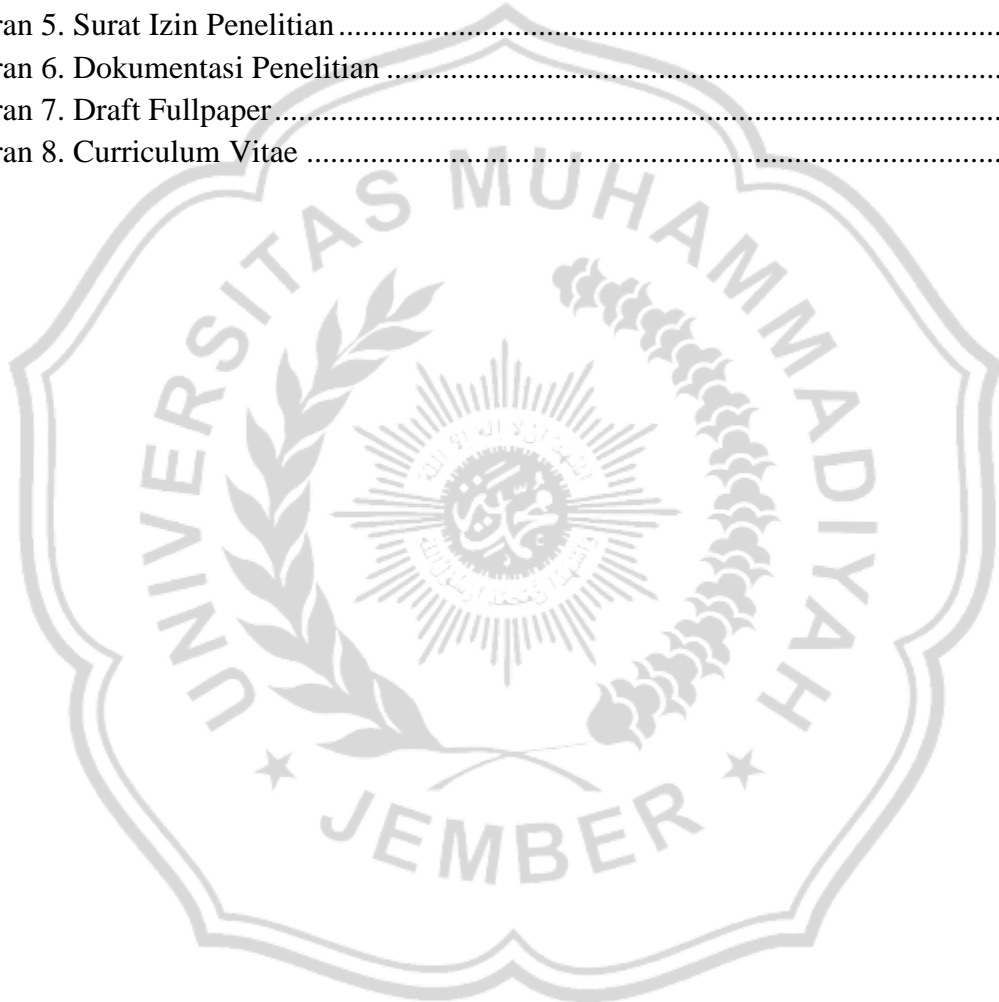 ran 5. Surat Izin Penelitian ........................................................................................
ran 6. Dokumentasi Penelitian ..................................................................................
ran 7. Draft Fullpaper ................................................................................................
ran 8. Curriculum Vitae ............................................................................................
UNIVERSITAS MUHAMMADIYAH
JEMBER